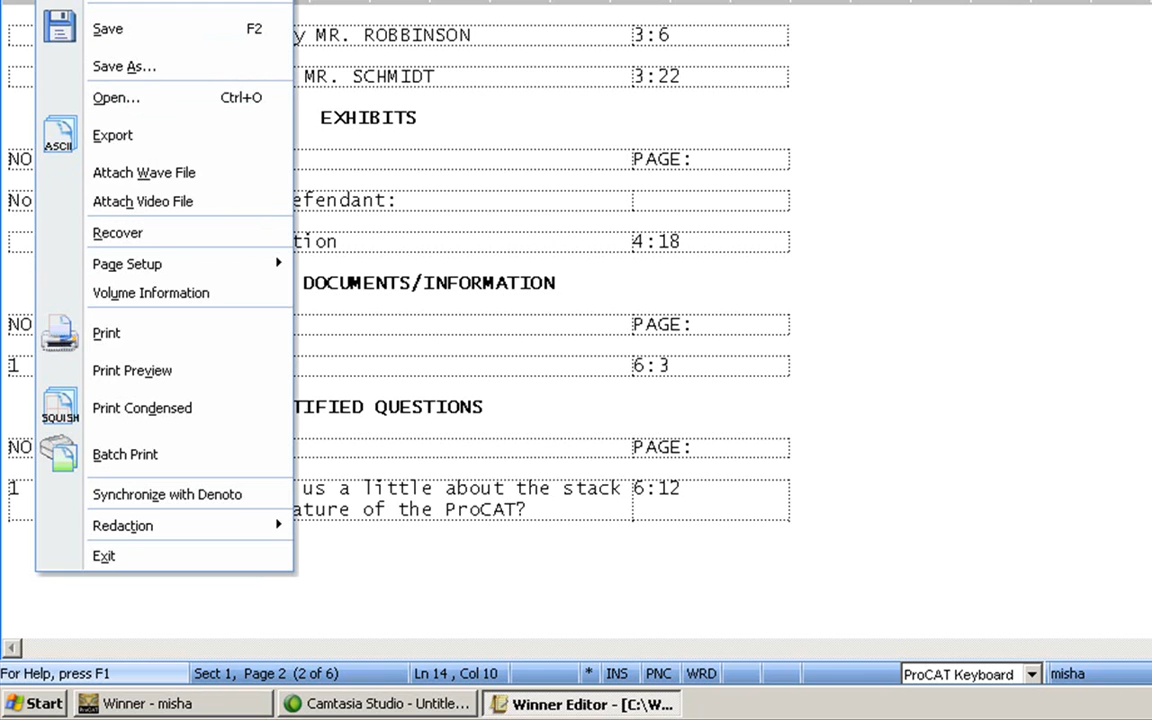 Save F2
Save As...
Open... Ctrl+O
ASCII
Export
Attach Wave File
Attach Video File
Recover
Page Setup
Volume Information
Print
Print Preview
SQUISH
Print Condensed
Batch Print
Synchronize with Denoto
Redaction
Exit
y MR. ROBBINSON 3:6
MR. SCHMIDT 3:22
EXHIBITS
NO PAGE:
No efendant:
tion 4:18
DOCUMENTS/INFORMATION
NO PAGE:
1 6:3
TIFIED QUESTIONS
NO PAGE:
1 us a little about the stack 6:12
ature of the ProCAT?
For Help, press F1 Sect 1, Page 2 (2 of 6) Ln 14 , Col 10 * INS PNC WRD ProCAT Keyboard misha
Start Winner - misha Camtasia Studio - Untitle... Winner Editor - [C:\W...